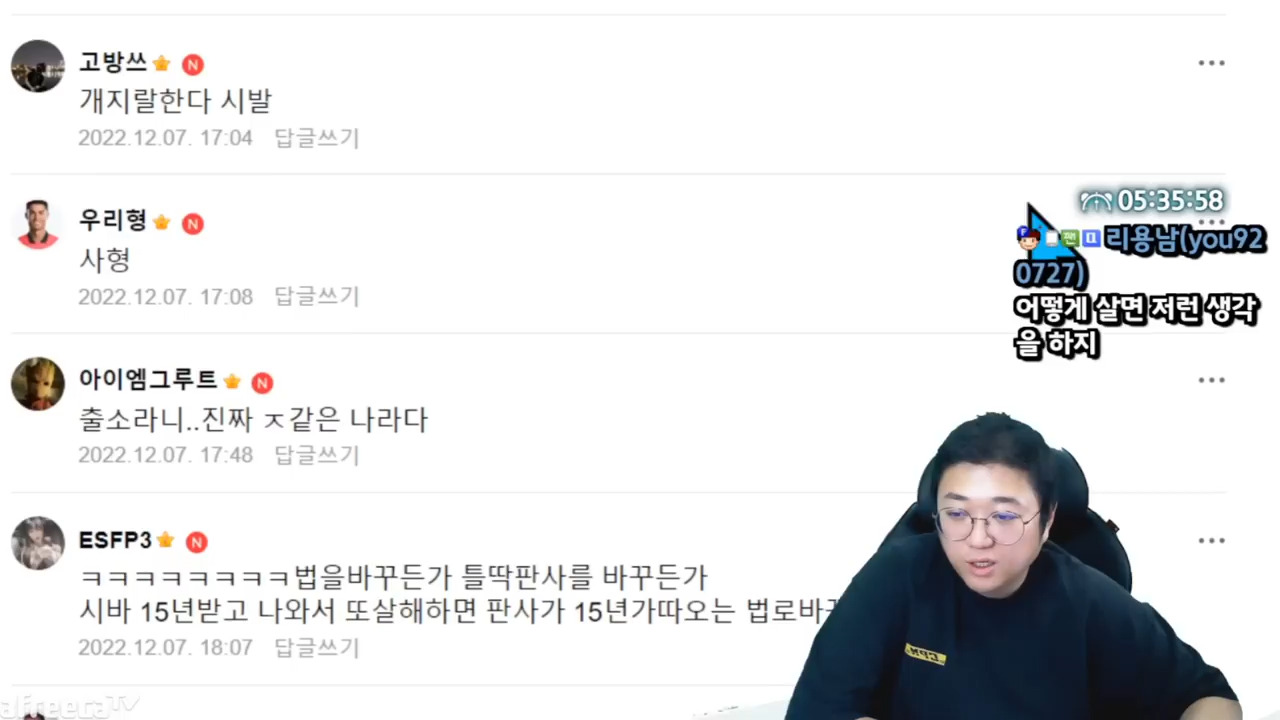 고방쓰 N
개지랄한다 시발
2022.12.07. 17:04 답글쓰기
우리형 N
사형
2022.12.07. 17:08 답글쓰기
아이엠그루트 N
출소라니..진짜 ㅈ같은 나라다
2022.12.07. 17:48 답글쓰기
ESFP3 N
ㅋㅋㅋㅋㅋㅋㅋㅋ법을바꾸든가 틀딱판사를 바꾸든가
시바 15년받고 나와서 또살해하면 판사가 15년가따오는 법로바
2022.12.07. 18:07 답글쓰기
05:35:58
F 팬 리용남(you92
0727)
어떻게 살면 저런 생각
을 하지
afreecaTV